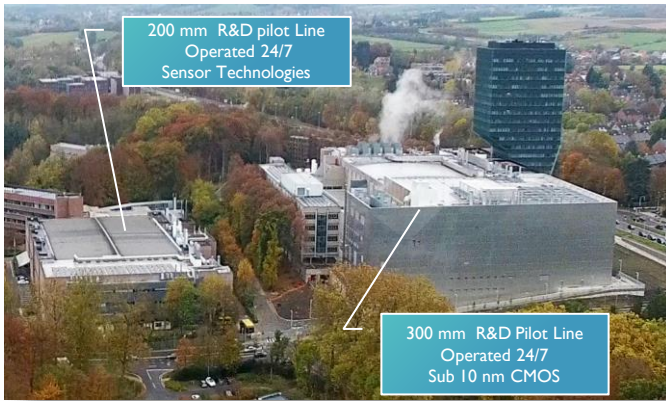 200 mm R&D pilot Line
Operated 24/7
Sensor Technologies
300 mm R&D Pilot Line
Operated 24/7
Sub 10 nm CMOS